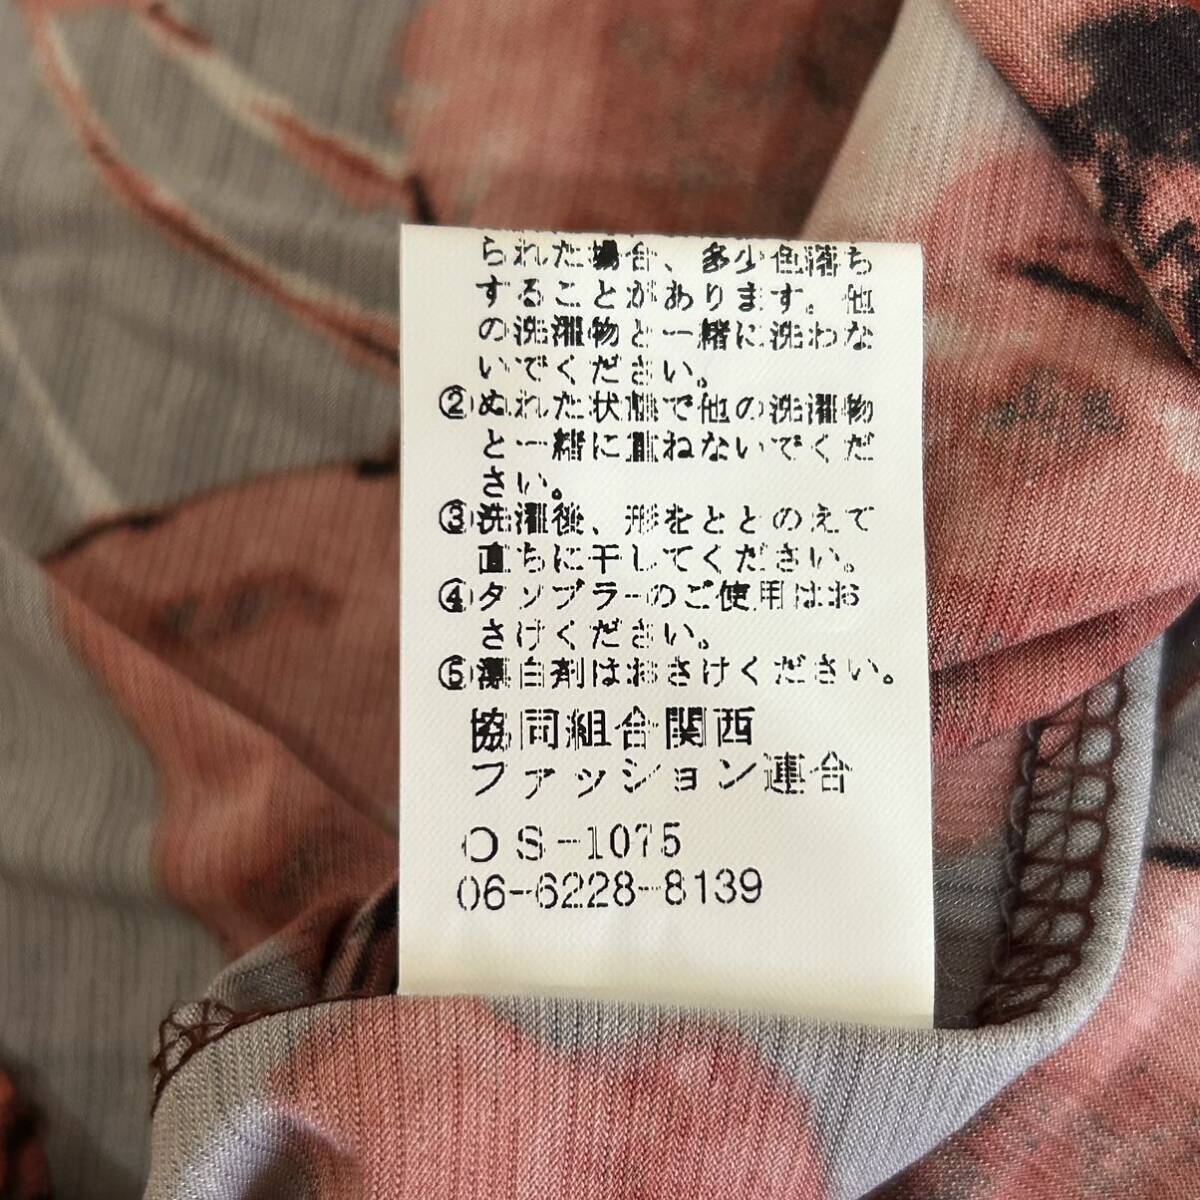 られた場合、多少色落ち
することがあります。他
の洗濯物と一緒に洗わな
いでください。
②ぬれた状態で他の洗濯物
と一緒に重ねないでくだ
さい。
③洗濯後、形をととのえて
直ちに干してください。
④タンブラーのご使用はお
さけください。
⑤漂白剤はおさけください。
協同組合関西
ファッション連合
OS-1075
06-6228-8139